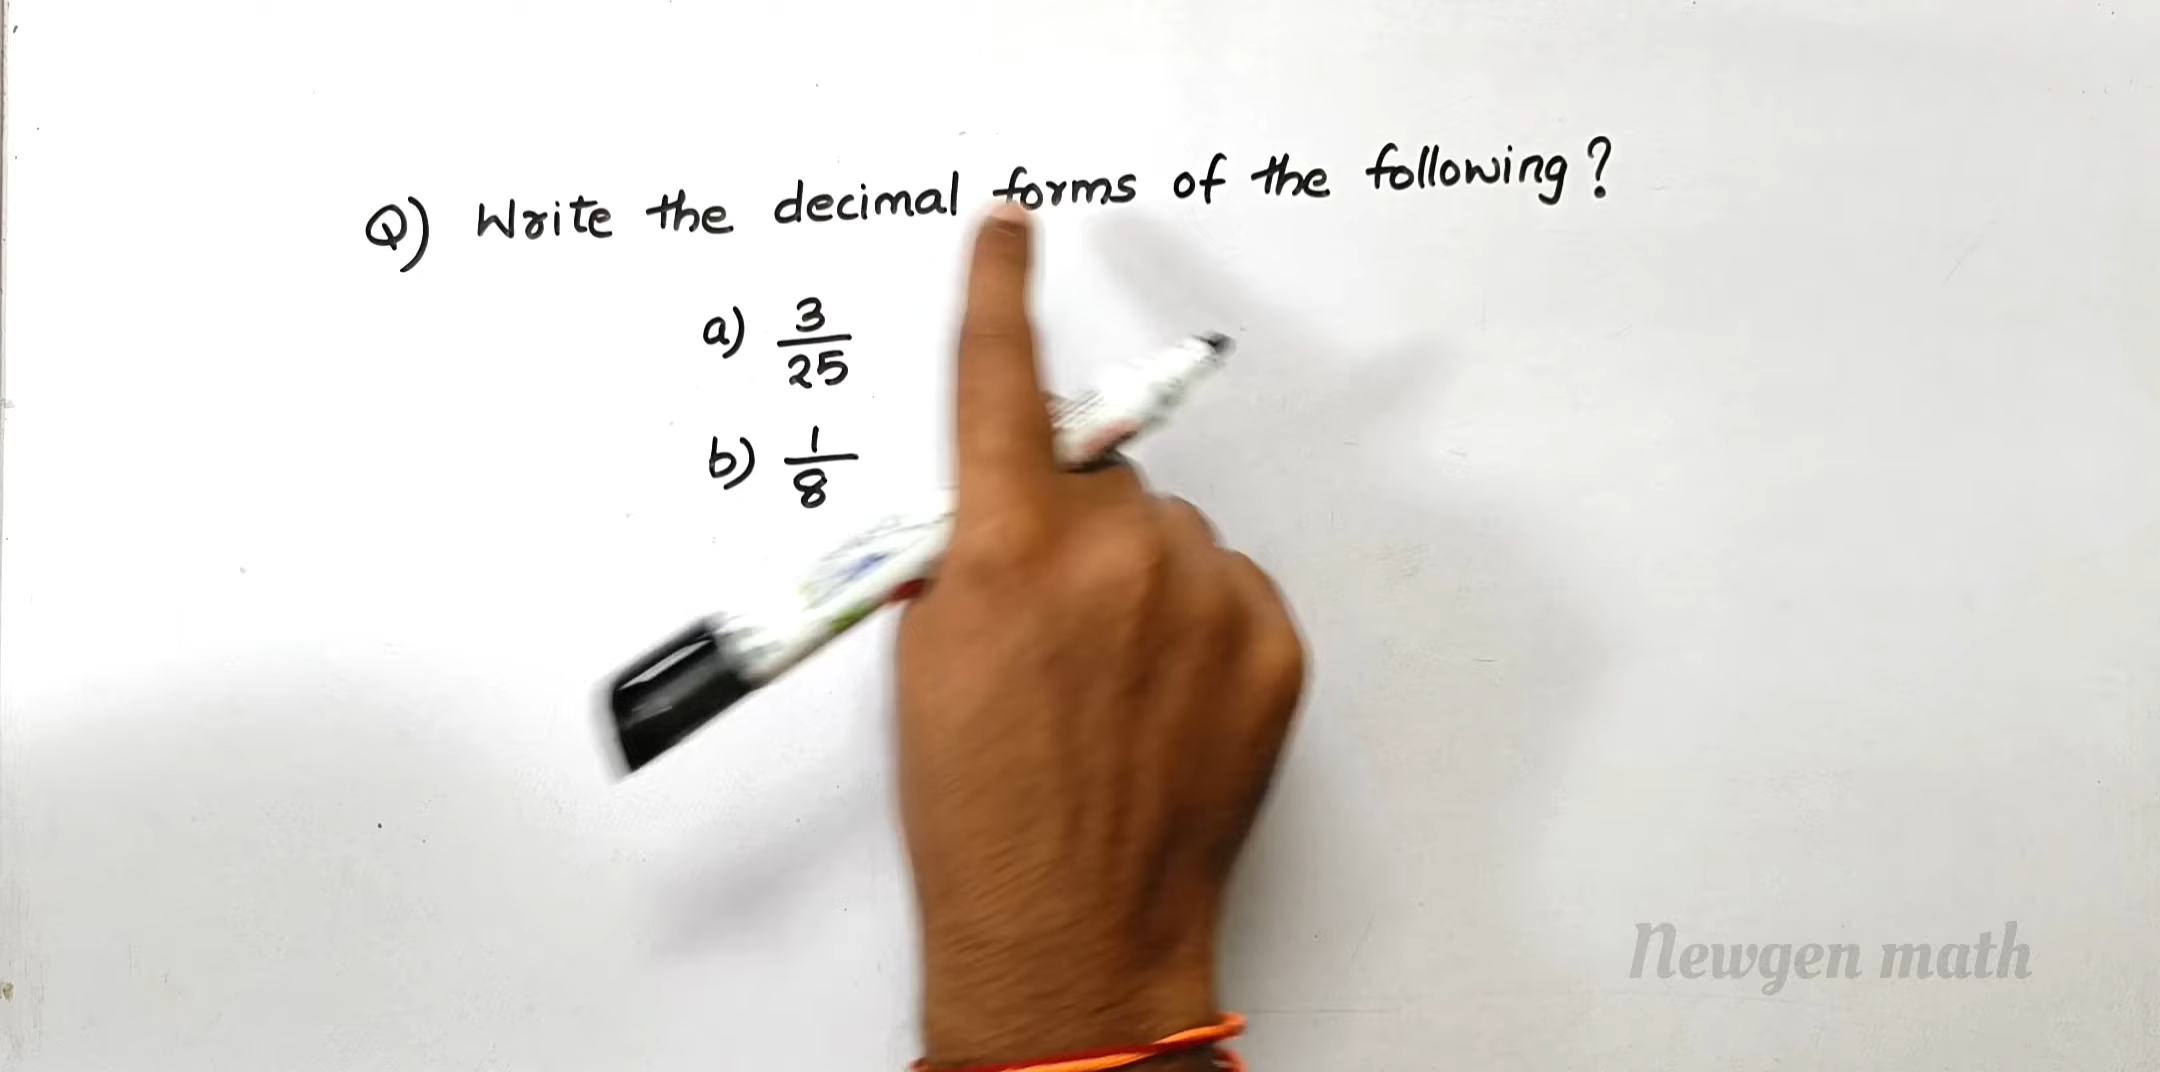 Q) Write the decimal forms of the following?
a) 3/25
b) 1/8
Newgen math